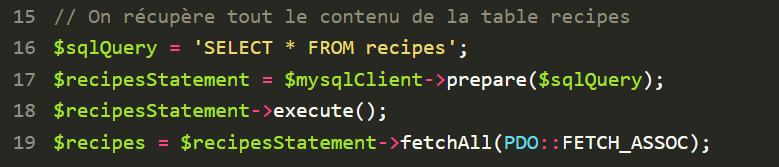 15 // On récupère tout le contenu de la table recipes
16 $sqlQuery = 'SELECT * FROM recipes';
17 $recipesStatement = $mysqlClient->prepare($sqlQuery);
18 $recipesStatement->execute();
19 $recipes = $recipesStatement->fetchAll(PDO::FETCH_ASSOC);